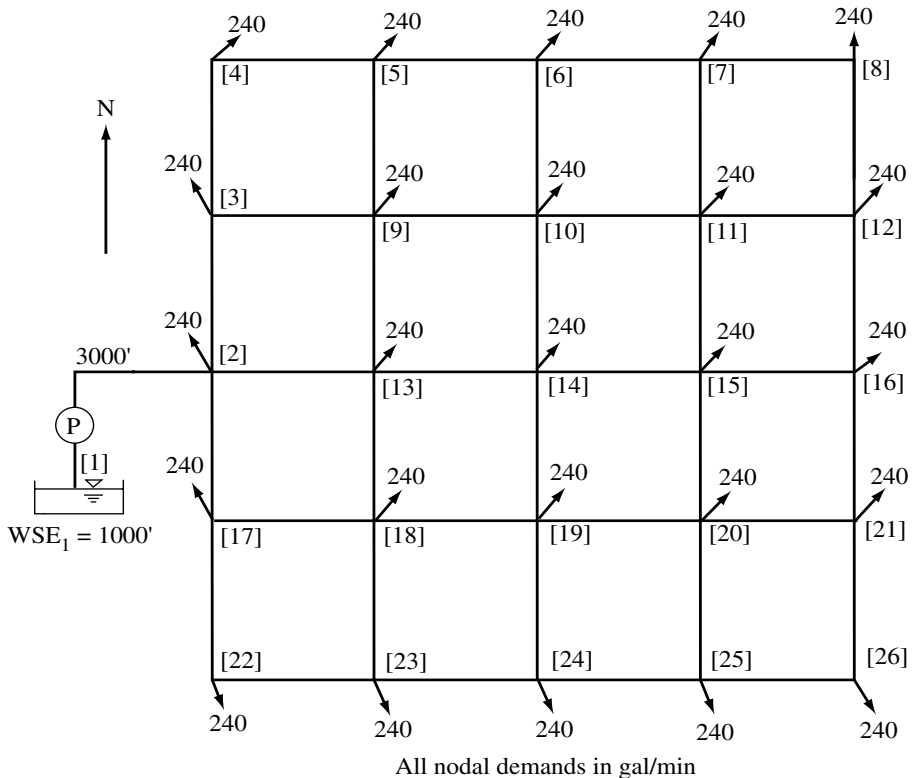 240 240 240 240 240
[4] [5] [6] [7] [8]
N
240 240 240 240 240
[3]
[9] [10] [11] [12]
240 240 240 240 240
3000' [2]
[13] [14] [15] [16]
P
[1]
240 240 240 240 240
WSE1 = 1000'
[17] [18] [19] [20] [21]
[22] [23] [24] [25] [26]
240 240 240 240 240
All nodal demands in gal/min